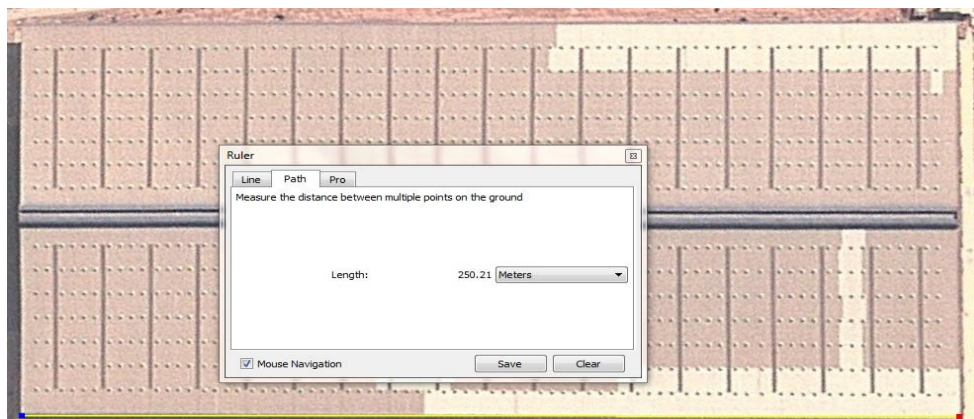 Ruler
Line Path Pro
Measure the distance between multiple points on the ground
Length: 250.21 Meters
Mouse Navigation Save Clear